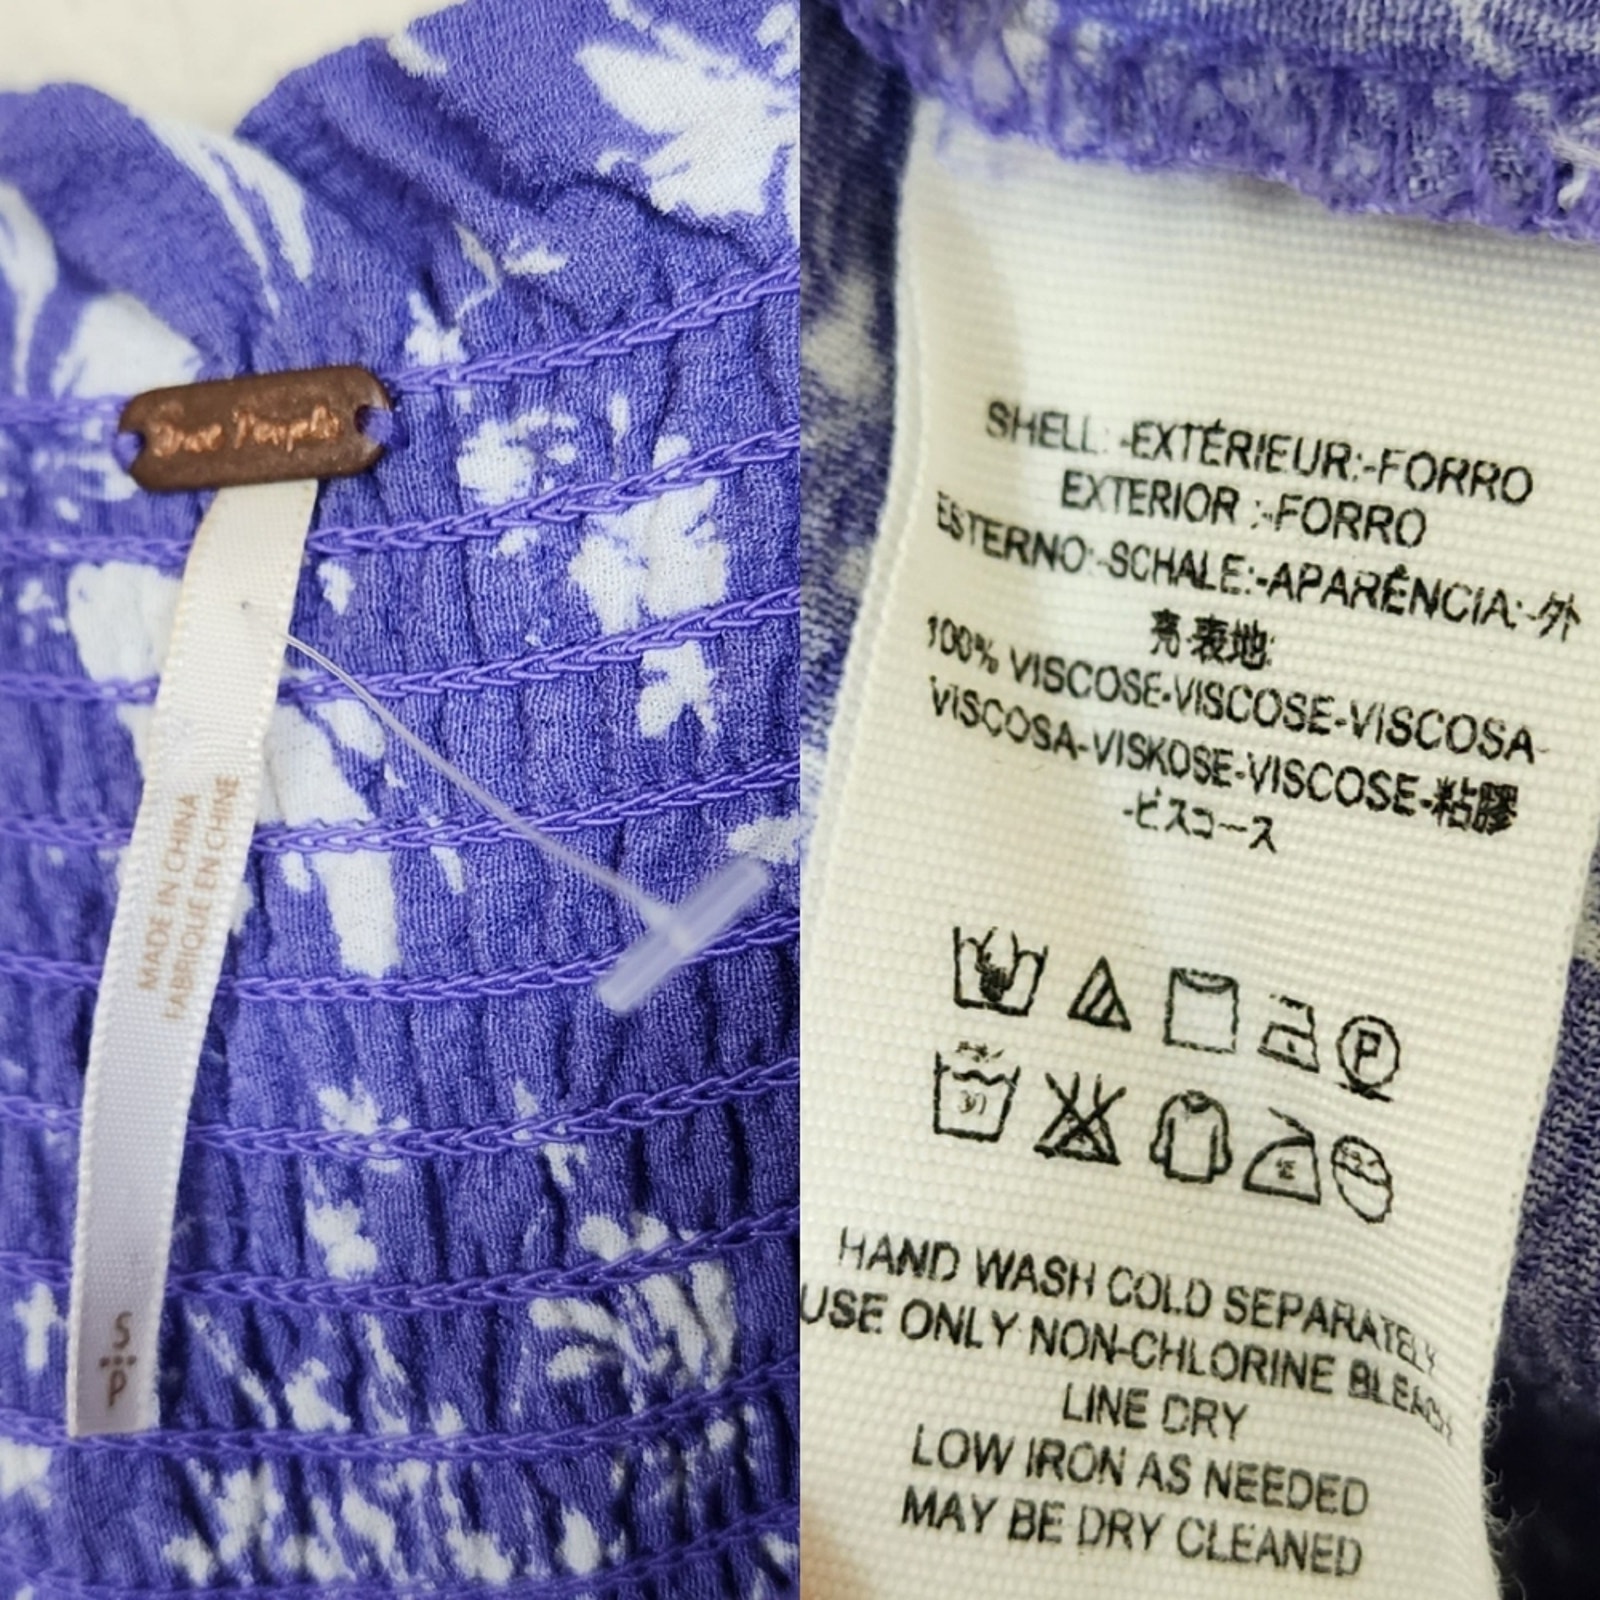 Free People
MADE IN CHINA
FABRIQUE EN CHINE
S
P
SHELL:-EXTÉRIEUR:-FORRO
EXTERIOR :-FORRO
ESTERNO:-SCHALE:-APARÊNCIA:-外
亮-表地:
100% VISCOSE-VISCOSE-VISCOSA-
VISCOSA-VISKOSE-VISCOSE-粘膠
-ビスコース
P
30
HAND WASH COLD SEPARATELY
USE ONLY NON-CHLORINE BLEACH
LINE DRY
LOW IRON AS NEEDED
MAY BE DRY CLEANED